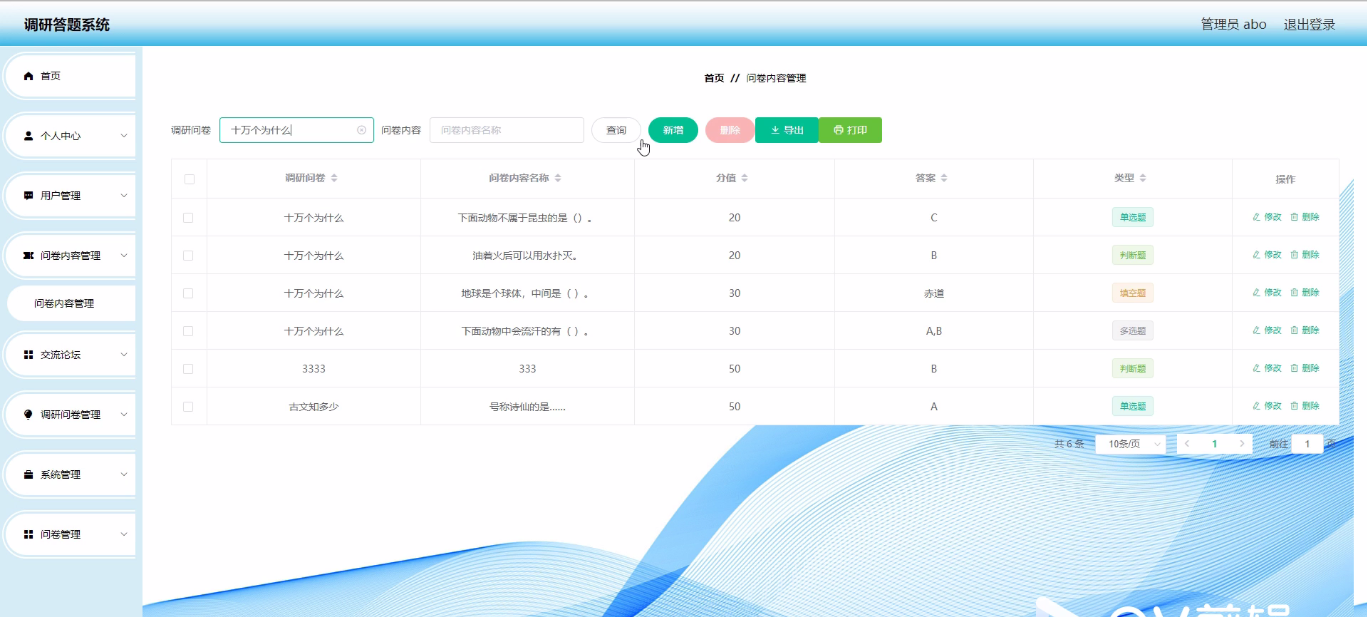 调研答题系统
管理员 abo 退出登录
首页
个人中心
用户管理
问卷内容管理
问卷内容管理
交流论坛
调研问卷管理
系统管理
问卷管理
首页 // 问卷内容管理
调研问卷 十万个为什么 问卷内容 问卷内容名称 查询 新增 删除 导出 打印
调研问卷 问卷内容名称 分值 答案 类型 操作
十万个为什么 下面动物不属于昆虫的是（）。 20 C 单选题 修改 删除
十万个为什么 油着火后可以用水扑灭。 20 B 判断题 修改 删除
十万个为什么 地球是个球体，中间是（ ）。 30 赤道 填空题 修改 删除
十万个为什么 下面动物中会流汗的有（ ）。 30 A,B 多选题 修改 删除
3333 333 50 B 判断题 修改 删除
古文知多少 号称诗仙的是...... 50 A 单选题 修改 删除
共 6 条 10条/页 1 前往 1 页